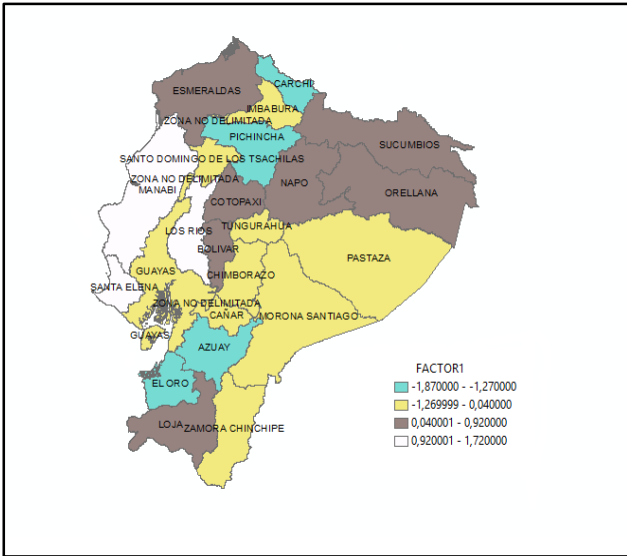 CARCHI
ESMERALDAS
IMBABURA
ZONA NO DELIMITADA
PICHINCHA
SUCUMBIOS
SANTO DOMINGO DE LOS TSACHILAS
ZONA NO DELIMITADA
NAPO
MANABI
ORELLANA
COTOPAXI
TUNGURAHUA
LOS RIOS
BOLIVAR
PASTAZA
GUAYAS
CHIMBORAZO
SANTA ELENA
ZONA NO DELIMITADA
CAÑAR
MORONA SANTIAGO
GUAYAS
AZUAY
EL ORO
LOJA
ZAMORA CHINCHIPE
FACTOR1
-1,870000 - -1,270000
-1,269999 - 0,040000
0,040001 - 0,920000
0,920001 - 1,720000